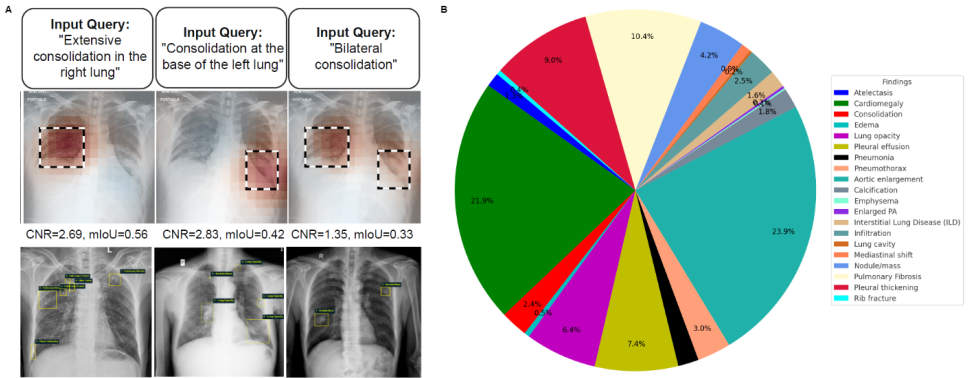 A
Input Query:
"Extensive
consolidation in the
right lung"
Input Query:
"Consolidation at the
base of the left lung"
Input Query:
"Bilateral
consolidation"
PORTABLE
PORTABLE
CNR=2.69, mIoU=0.56
CNR=2.83, mIoU=0.42
CNR=1.35, mIoU=0.33
L
R
B
10.4%
4.2%
2.5%
1.6%
1.8%
23.9%
3.0%
7.4%
6.4%
0.5%
2.4%
21.9%
9.0%
Findings
Atelectasis
Cardiomegaly
Consolidation
Edema
Lung opacity
Pleural effusion
Pneumonia
Pneumothorax
Aortic enlargement
Calcification
Emphysema
Enlarged PA
Interstitial Lung Disease (ILD)
Infiltration
Lung cavity
Mediastinal shift
Nodule/mass
Pulmonary Fibrosis
Pleural thickening
Rib fracture